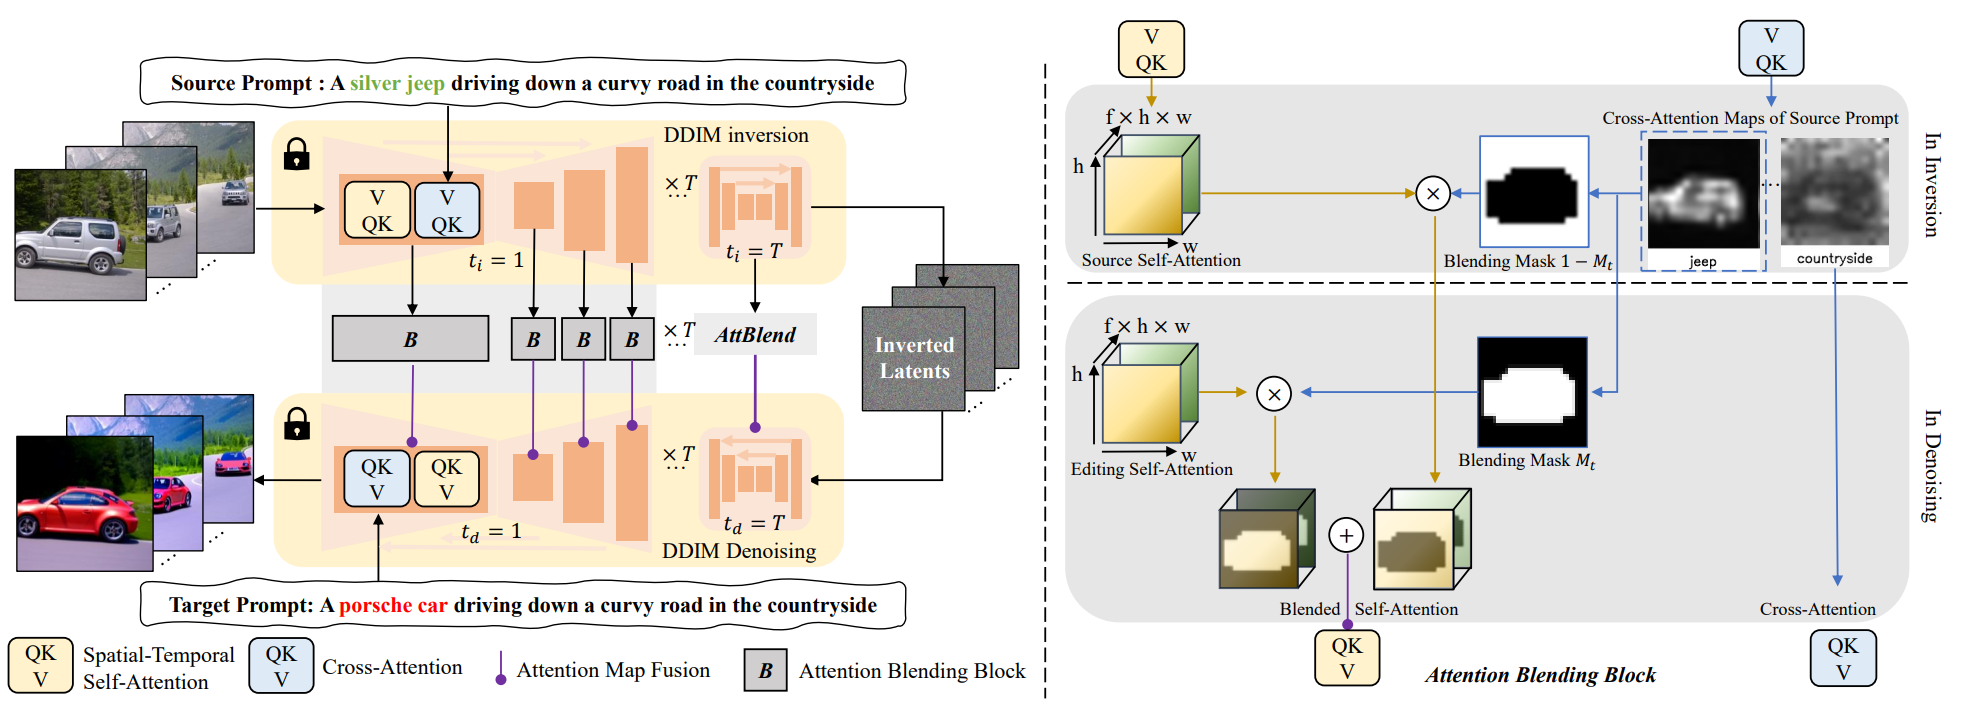 Source Prompt : A silver jeep driving down a curvy road in the countryside
DDIM inversion
V
QK
V
QK
× T
...
t_i = 1
t_i = T
B
B
B
B
× T
...
AttBlend
Inverted
Latents
QK
V
QK
V
× T
...
t_d = 1
t_d = T
DDIM Denoising
Target Prompt: A porsche car driving down a curvy road in the countryside
QK
V
Spatial-Temporal
Self-Attention
QK
V
Cross-Attention
Attention Map Fusion
B
Attention Blending Block
V
QK
V
QK
f × h × w
h
w
Source Self-Attention
×
Blending Mask 1 − M_t
Cross-Attention Maps of Source Prompt
jeep
...
countryside
In Inversion
f × h × w
h
w
Editing Self-Attention
×
Blending Mask M_t
+
Blended Self-Attention
Cross-Attention
In Denoising
QK
V
Attention Blending Block
QK
V